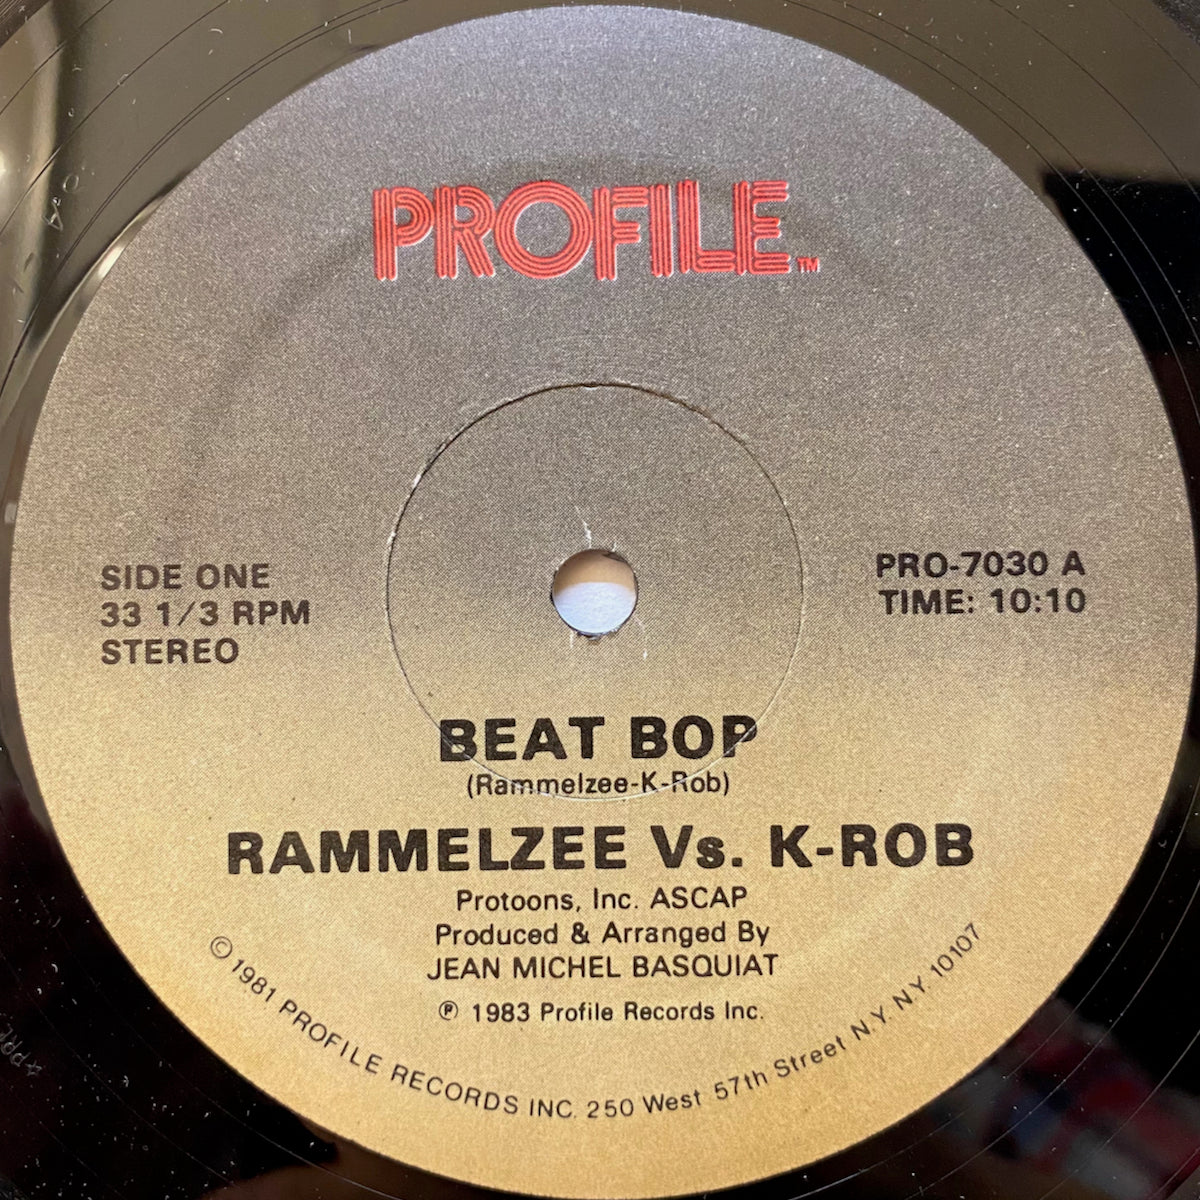 PROFILE™
SIDE ONE
33 1/3 RPM
STEREO
PRO-7030 A
TIME: 10:10
BEAT BOP
(Rammelzee-K-Rob)
RAMMELZEE Vs. K-ROB
Protoons, Inc. ASCAP
Produced & Arranged By
JEAN MICHEL BASQUIAT
℗ 1983 Profile Records Inc.
© 1981 PROFILE RECORDS INC. 250 West 57th Street N.Y. N.Y. 10107